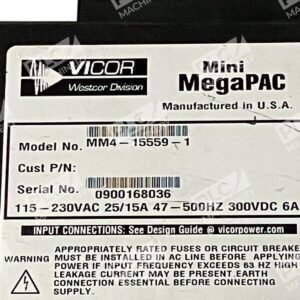 VICOR
Westcor Division
Mini
MegaPAC
Manufactured in U.S.A.
Model No. MM4-15559-1
Cust P/N:
Serial No. 0900168036
115-230VAC 25/15A 47-500HZ 300VDC 6A
INPUT CONNECTIONS: See Design Guide @ vicorpower.com
APPROPRIATELY RATED FUSES OR CIRCUIT BREAKE
MUST BE INSTALLED IN AC LINE BEFORE APPLYING
POWER IF INPUT FREQUENCY EXCEEDS 63 HZ HIGH
LEAKAGE CURRENT MAY BE PRESENT.EARTH
CONNECTION ESSENTIAL BEFORE CON